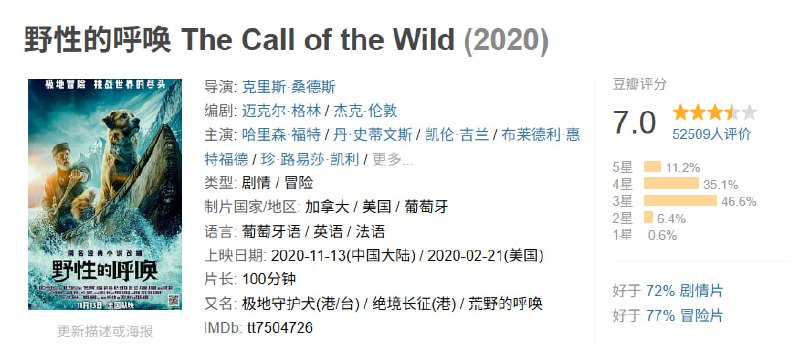 野性的呼唤 The Call of the Wild (2020)
极地冒险 挑战世界的尽头
同名经典小说改编
野性的呼唤
11月13日 全国上映
更新描述或海报
导演: 克里斯·桑德斯
编剧: 迈克尔·格林 / 杰克·伦敦
主演: 哈里森·福特 / 丹·史蒂文斯 / 凯伦·吉兰 / 布莱德利·惠
特福德 / 珍·路易莎·凯利 / 更多...
类型: 剧情 / 冒险
制片国家/地区: 加拿大 / 美国 / 葡萄牙
语言: 葡萄牙语 / 英语 / 法语
上映日期: 2020-11-13(中国大陆) / 2020-02-21(美国)
片长: 100分钟
又名: 极地守护犬(港/台) / 绝境长征(港) / 荒野的呼唤
IMDb: tt7504726
豆瓣评分
7.0
52509人评价
5星 11.2%
4星 35.1%
3星 46.6%
2星 6.4%
1星 0.6%
好于 72% 剧情片
好于 77% 冒险片